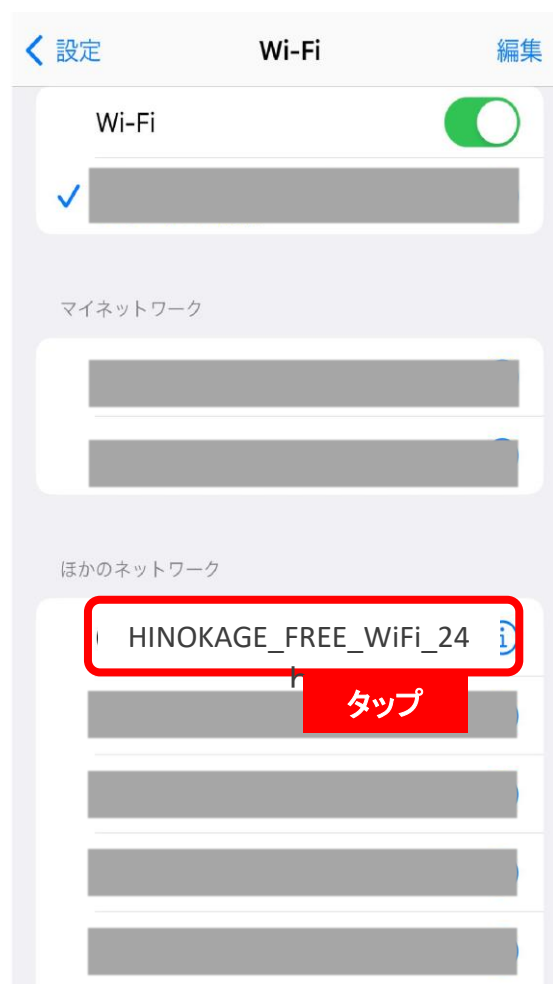 設定
Wi-Fi
編集
Wi-Fi
マイネットワーク
ほかのネットワーク
HINOKAGE_FREE_WiFi_24
h
タップ